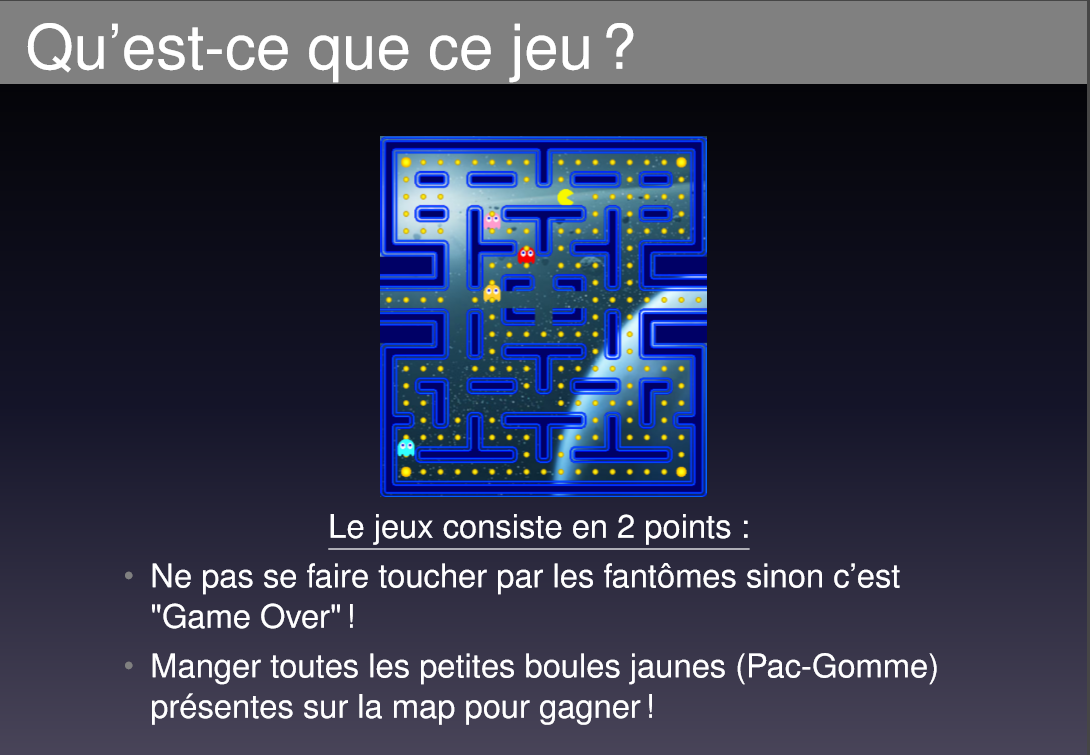 Qu'est-ce que ce jeu ?
Le jeux consiste en 2 points :
• Ne pas se faire toucher par les fantômes sinon c'est
"Game Over" !
• Manger toutes les petites boules jaunes (Pac-Gomme)
présentes sur la map pour gagner !